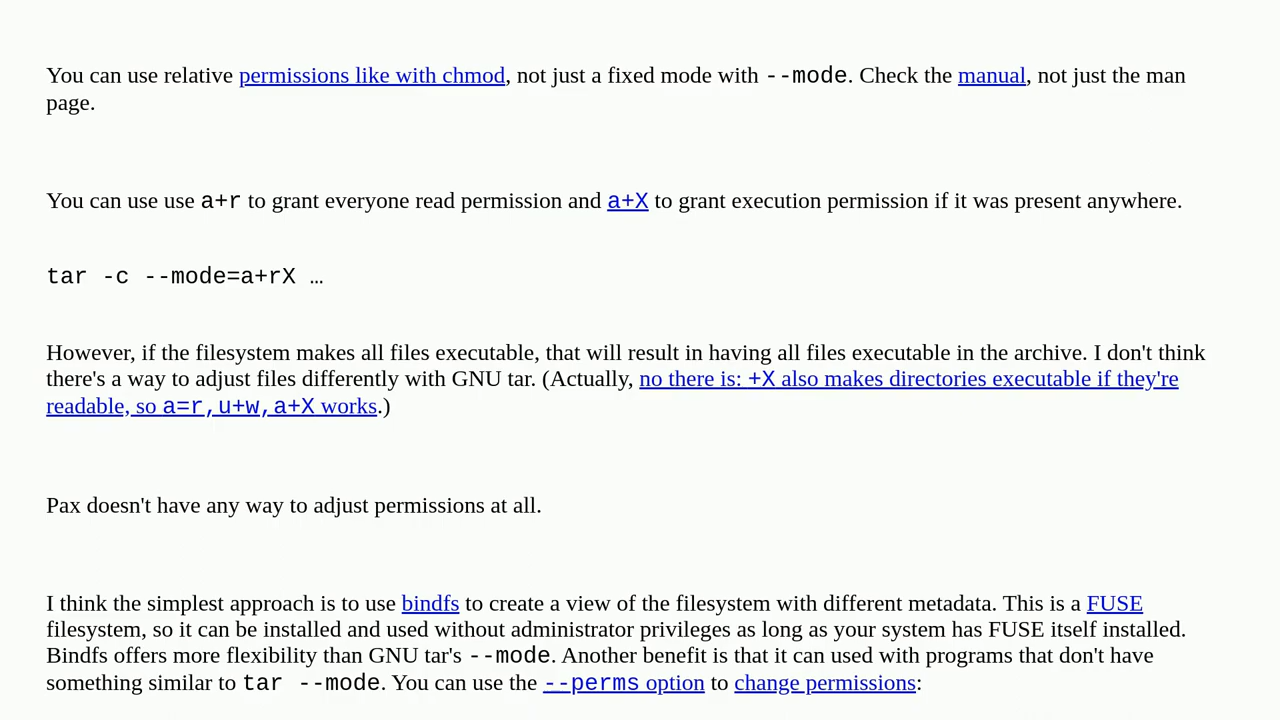 You can use relative permissions like with chmod, not just a fixed mode with --mode. Check the manual, not just the man
page.
You can use use a+r to grant everyone read permission and a+X to grant execution permission if it was present anywhere.
tar -c --mode=a+rX …
However, if the filesystem makes all files executable, that will result in having all files executable in the archive. I don't think
there's a way to adjust files differently with GNU tar. (Actually, no there is: +X also makes directories executable if they're
readable, so a=r,u+w,a+X works.)
Pax doesn't have any way to adjust permissions at all.
I think the simplest approach is to use bindfs to create a view of the filesystem with different metadata. This is a FUSE
filesystem, so it can be installed and used without administrator privileges as long as your system has FUSE itself installed.
Bindfs offers more flexibility than GNU tar's --mode. Another benefit is that it can used with programs that don't have
something similar to tar --mode. You can use the --perms option to change permissions: